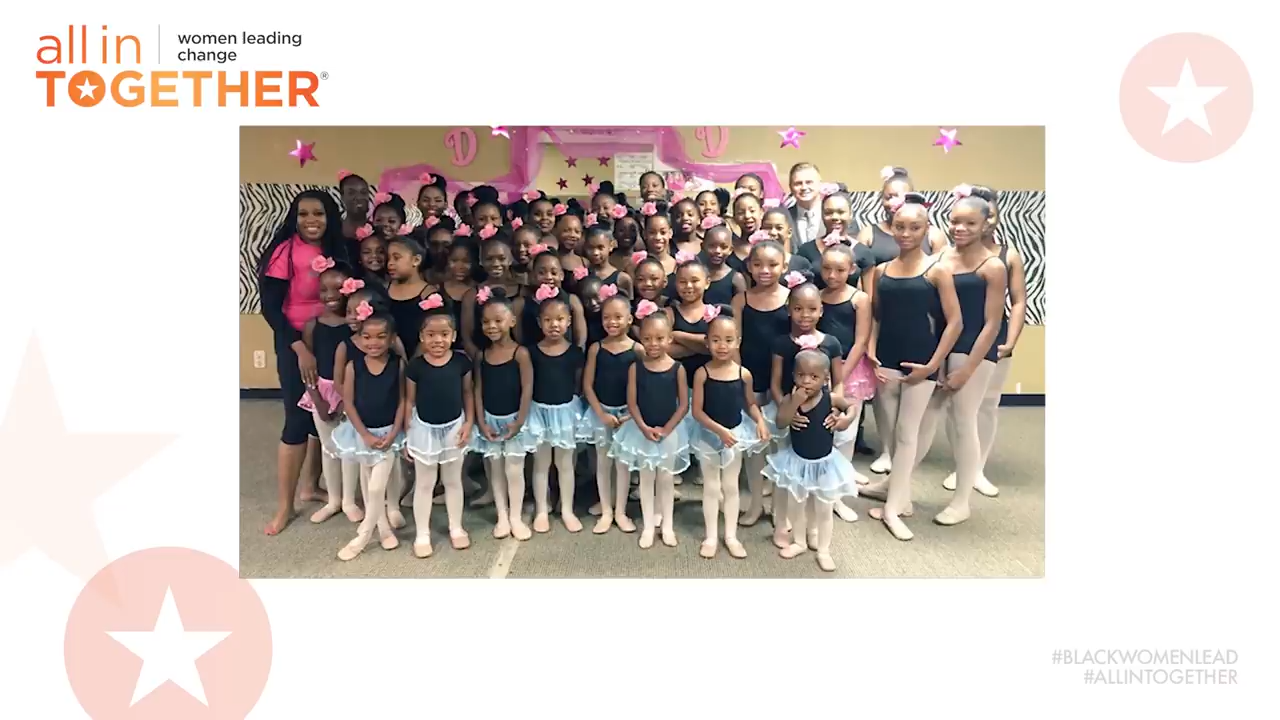 all in
women leading
change
TOGETHER®
D D
#BLACKWOMENLEAD
#ALLINTOGETHER